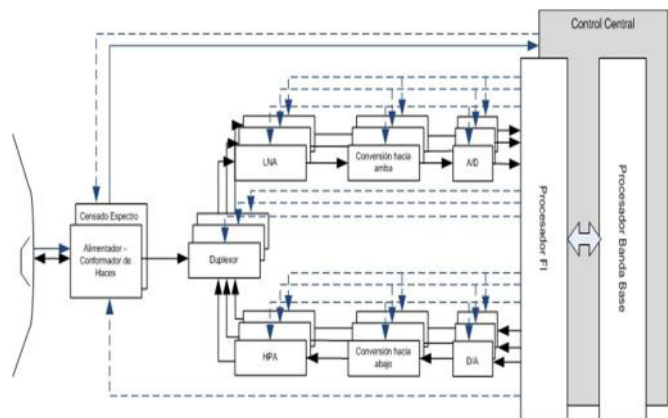 Control Central
LNA
Conversión hacia
arriba
A/D
Censado Espectro
Alimentador –
Conformador de
Haces
Duplexor
Procesador FI
Procesador Banda Base
HPA
Conversión hacia
abajo
D/A